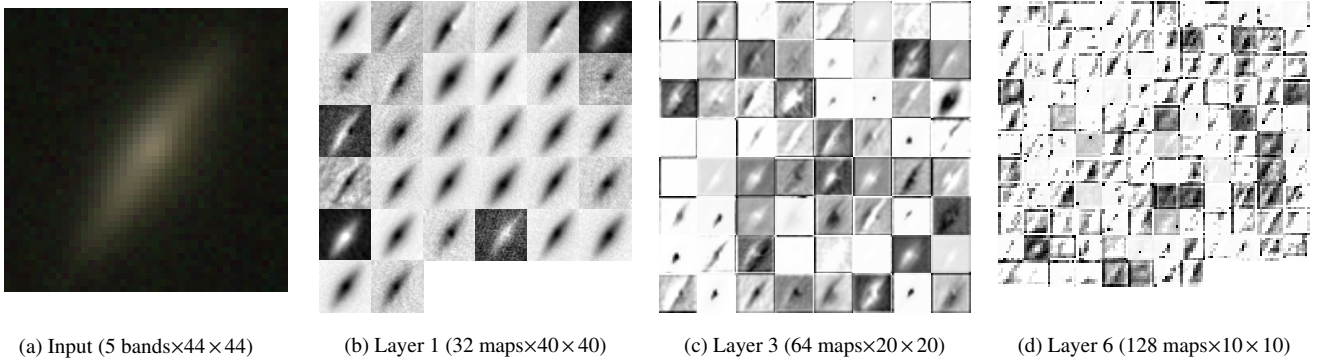 (a) Input (5 bands×44×44)
(b) Layer 1 (32 maps×40×40)
(c) Layer 3 (64 maps×20×20)
(d) Layer 6 (128 maps×10×10)